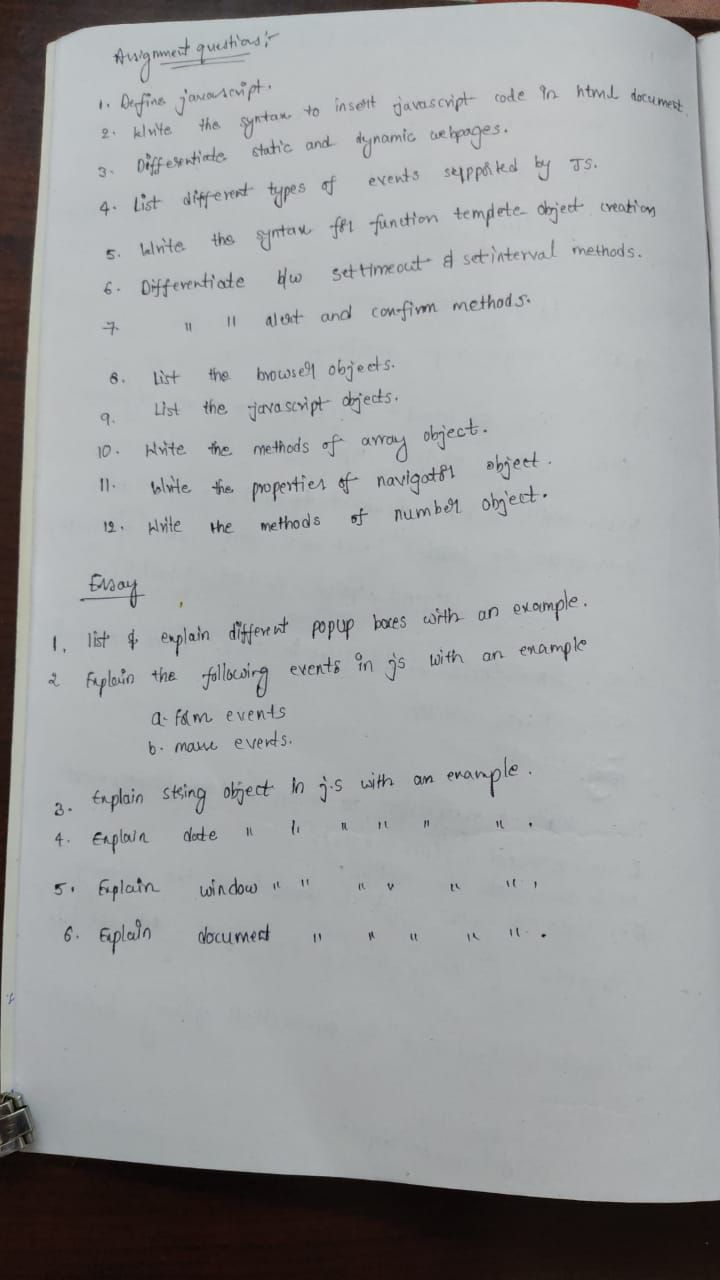 Assignment questions:-
1. Define javascript.
2. Write the syntax to insert javascript code in html document.
3. Differentiate static and dynamic webpages.
4. List different types of events supported by JS.
5. Write the syntax for function templete object creation
6. Differentiate b/w settimeout & setinterval methods.
7. " " alert and confirm methods.
8. List the browser objects.
9. List the javascript objects.
10. Write the methods of array object.
11. Write the properties of navigator object.
12. Write the methods of number object.
Essay
1. list & explain different popup boxes with an example.
2 Explain the following events in js with an example
a. form events
b. mouse events.
3. Explain string object in j.s with an example.
4. Explain date " " " " " " .
5. Explain window " " " " " " ,
6. Explain document " " " " " .